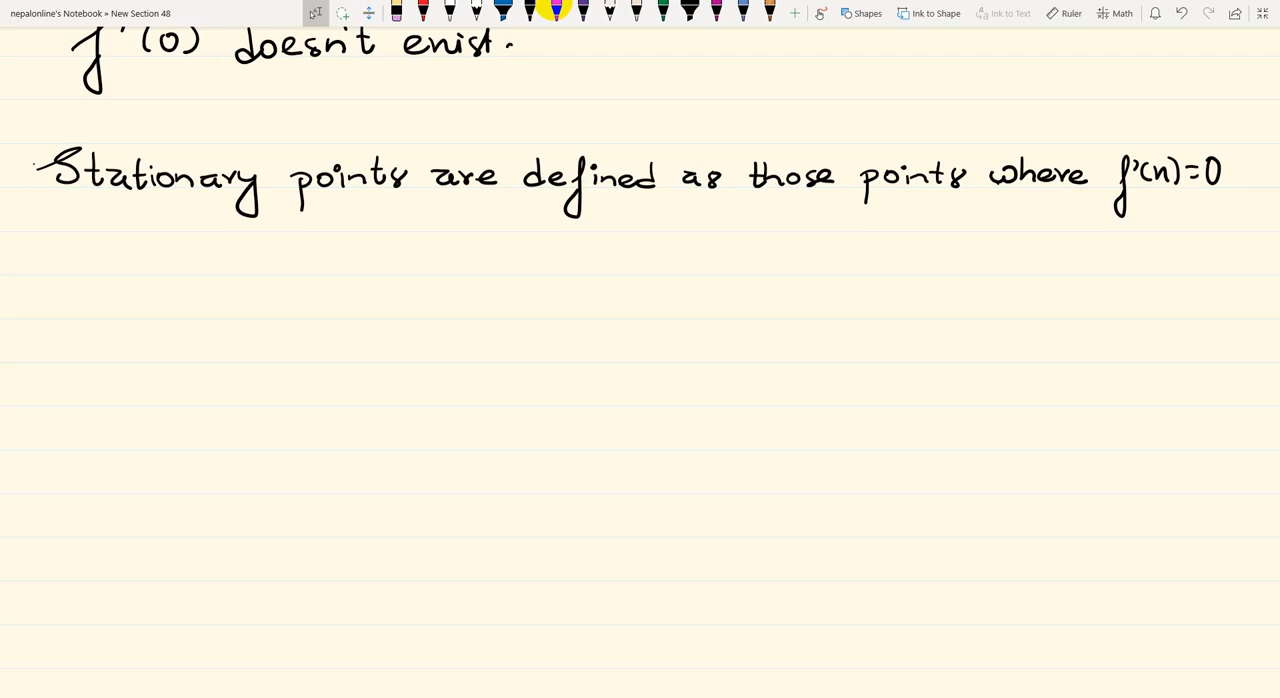 nepalonline's Notebook » New Section 48
Shapes Ink to Shape Ink to Text Ruler Math
f'(0) doesn't exist.
Stationary points are defined as those points where f'(x)=0